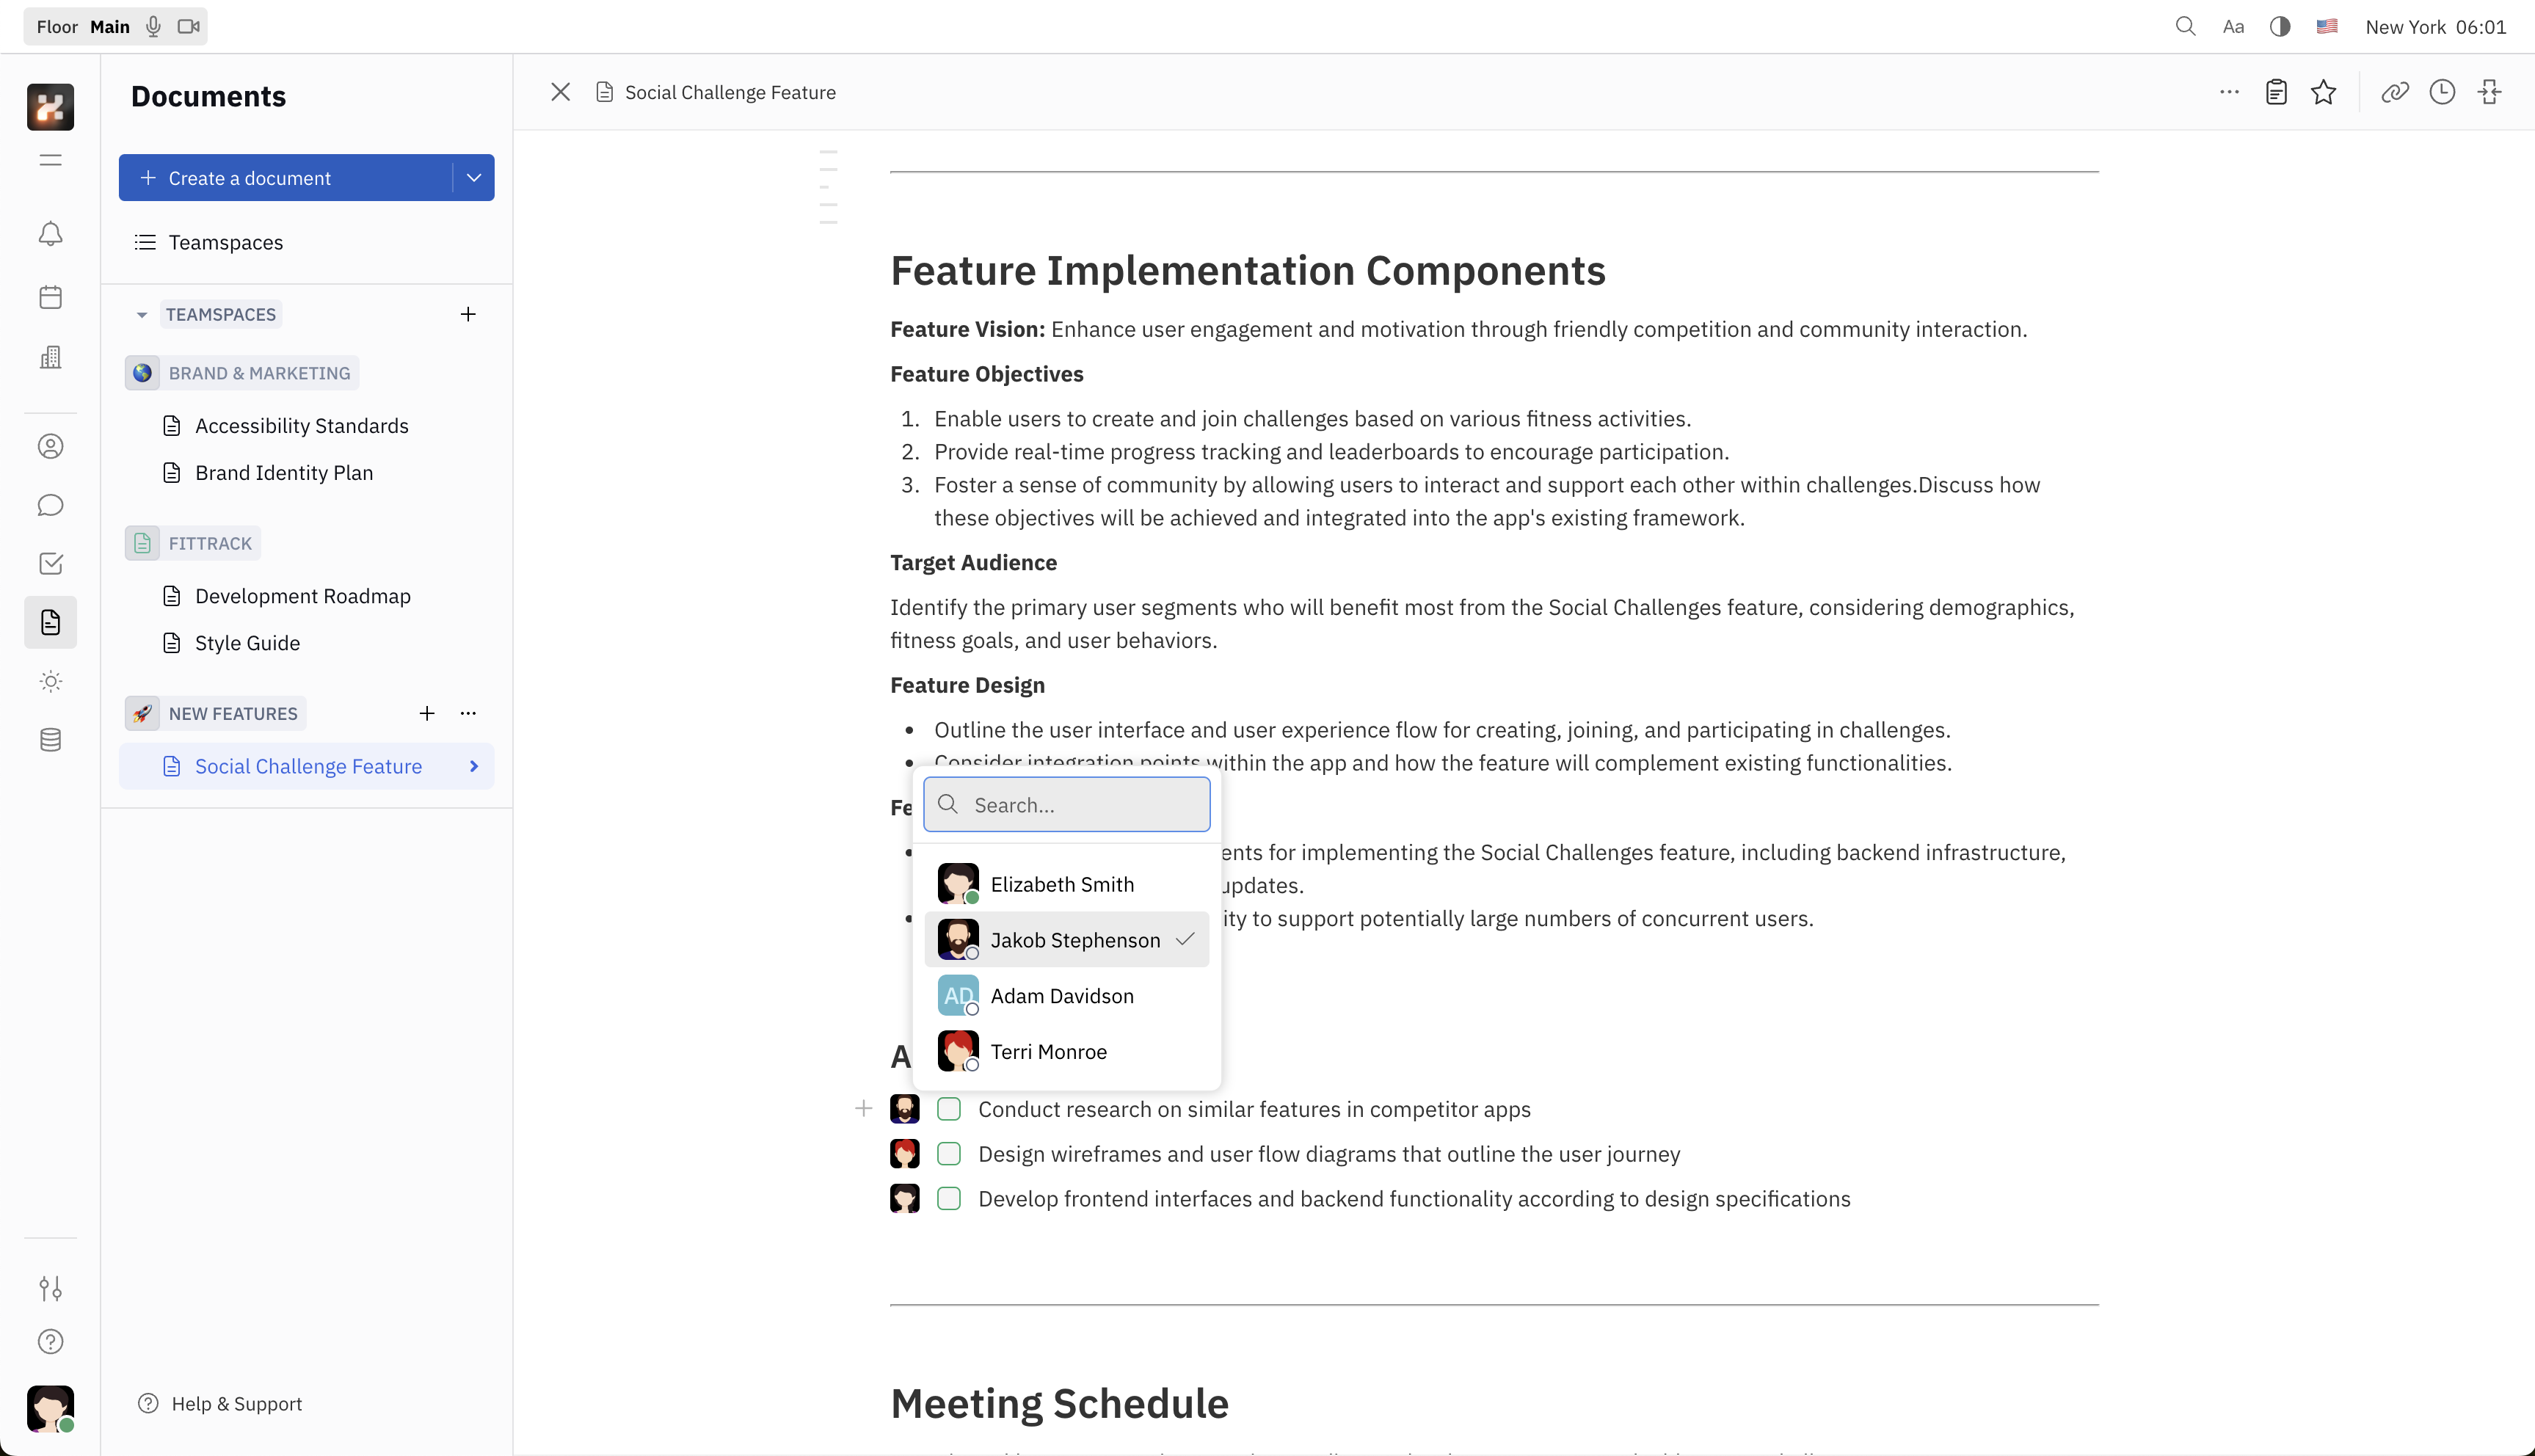 Floor Main
Aa
New York 06:01
Documents
Create a document
Teamspaces
TEAMSPACES
BRAND & MARKETING
Accessibility Standards
Brand Identity Plan
FITTRACK
Development Roadmap
Style Guide
NEW FEATURES
Social Challenge Feature
Help & Support
Social Challenge Feature
Feature Implementation Components
Feature Vision: Enhance user engagement and motivation through friendly competition and community interaction.
Feature Objectives
1. Enable users to create and join challenges based on various fitness activities.
2. Provide real-time progress tracking and leaderboards to encourage participation.
3. Foster a sense of community by allowing users to interact and support each other within challenges.Discuss how
these objectives will be achieved and integrated into the app's existing framework.
Target Audience
Identify the primary user segments who will benefit most from the Social Challenges feature, considering demographics,
fitness goals, and user behaviors.
Feature Design
• Outline the user interface and user experience flow for creating, joining, and participating in challenges.
• Consider integration points within the app and how the feature will complement existing functionalities.
Search...
for implementing the Social Challenges feature, including backend infrastructure,
updates.
to support potentially large numbers of concurrent users.
Elizabeth Smith
Jakob Stephenson
AD Adam Davidson
Terri Monroe
Conduct research on similar features in competitor apps
Design wireframes and user flow diagrams that outline the user journey
Develop frontend interfaces and backend functionality according to design specifications
Meeting Schedule